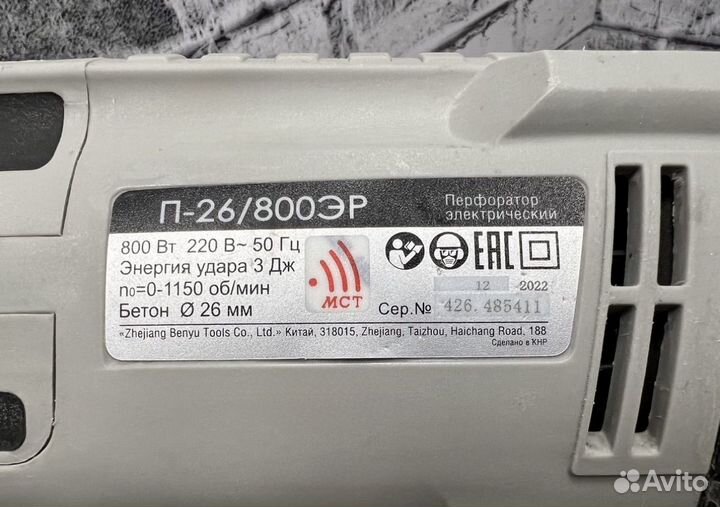 П-26/800ЭР
Перфоратор
электрический
800 Вт 220 В~ 50 Гц
Энергия удара 3 Дж
n₀=0-1150 об/мин
Бетон Ø 26 мм
МСТ
EAC
12 2022
Сер.№ 426.485411
«Zhejiang Benyu Tools Co., Ltd.» Китай, 318015, Zhejiang, Taizhou, Haichang Road, 188
Сделано в КНР
Avito